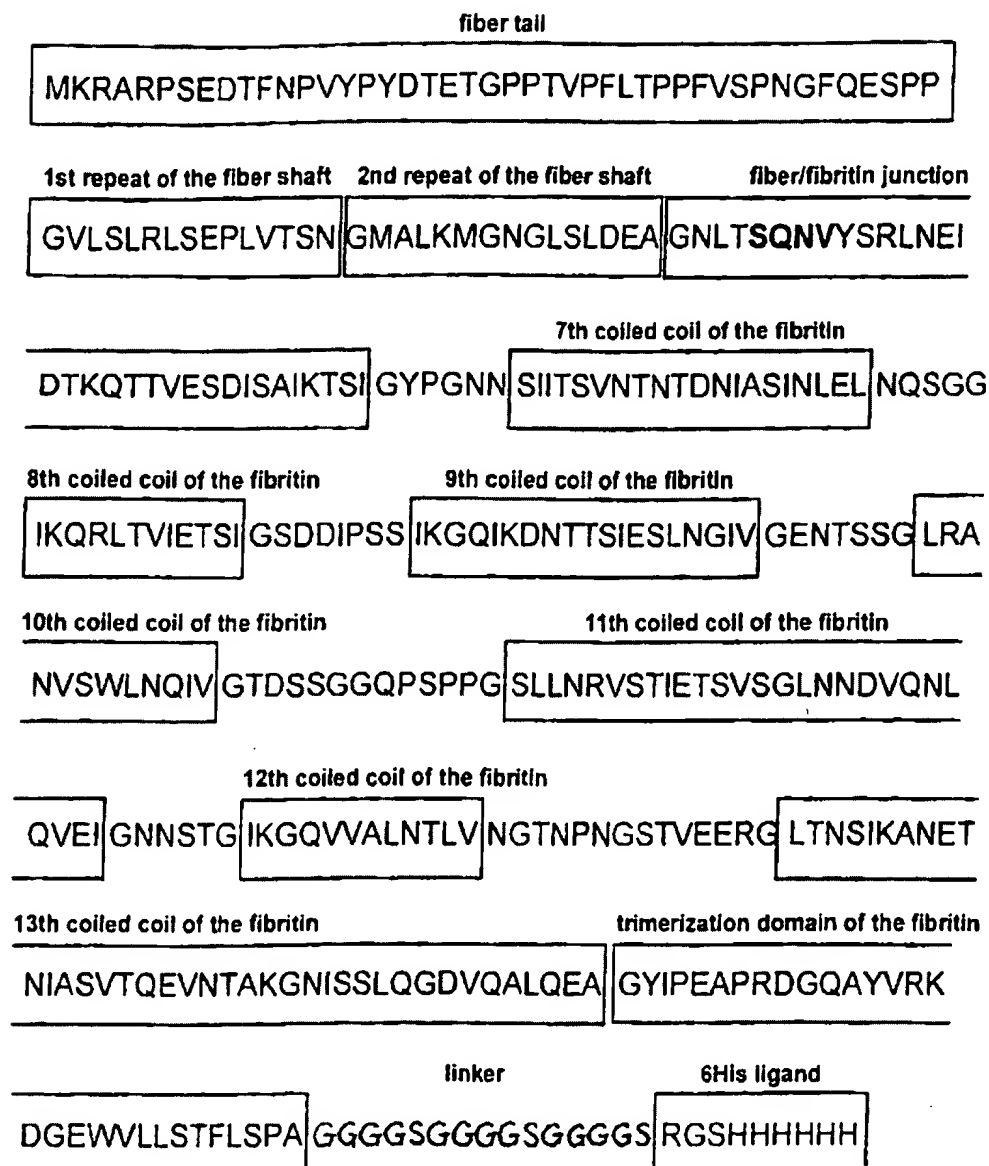 fiber tail
MKRARPSEDTFNPVYPYDTETGPPTVPFLTPPFVSPNGFQESPP
1st repeat of the fiber shaft 2nd repeat of the fiber shaft fiber/fibritin junction
GVLSLRLSEPLVTSN GMALKMGNGLSLDEA GNLTSQNVYSRLNEI
7th coiled coil of the fibritin
DTKQTTVESDISAIKTSI GYPGNN SIITSVNTNTDNIASINLEL NQSGG
8th coiled coil of the fibritin 9th coiled coil of the fibritin
IKQRLTVIETSI GSDDIPSS IKGQIKDNTTSIESLNGIV GENTSSG LRA
10th coiled coil of the fibritin 11th coiled coil of the fibritin
NVSWLNQIV GTDSSGGQPSPPG SLLNRVSTIETSVSGLNNDVQNL
12th coiled coil of the fibritin
QVEI GNNSTG IKGQVVALNTLV NGTNPNGSTVEERG LTNSIKANET
13th coiled coil of the fibritin trimerization domain of the fibritin
NIASVTQEVNTAKGNISSLQGDVQALQEA GYIPEAPRDGQAYVRK
linker 6His ligand
DGEWVLLSTFLSPA GGGGSGGGGSGGGGS RGSHHHHHH